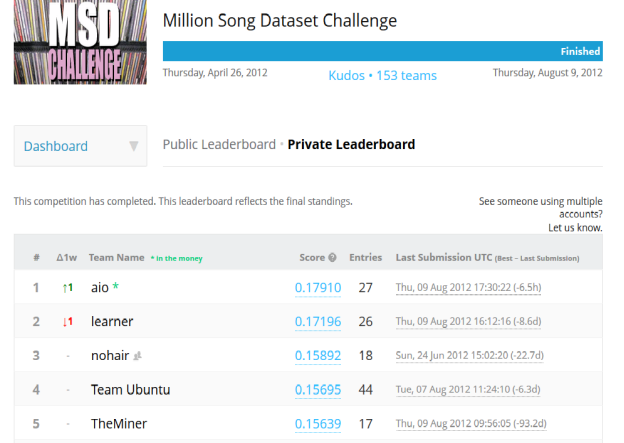 MSD
CHALLENGE
Million Song Dataset Challenge
Finished
Thursday, April 26, 2012
Kudos • 153 teams
Thursday, August 9, 2012
Dashboard ▼
Public Leaderboard • Private Leaderboard
This competition has completed. This leaderboard reflects the final standings.
See someone using multiple
accounts?
Let us know.
# Δ1w Team Name * in the money Score Entries Last Submission UTC (Best – Last Submission)
1 ↑1 aio * 0.17910 27 Thu, 09 Aug 2012 17:30:22 (-6.5h)
2 ↓1 learner 0.17196 26 Thu, 09 Aug 2012 16:12:16 (-8.6d)
3 - nohair 0.15892 18 Sun, 24 Jun 2012 15:02:20 (-22.7d)
4 - Team Ubuntu 0.15695 44 Tue, 07 Aug 2012 11:24:10 (-6.3d)
5 - TheMiner 0.15639 17 Thu, 09 Aug 2012 09:56:05 (-93.2d)